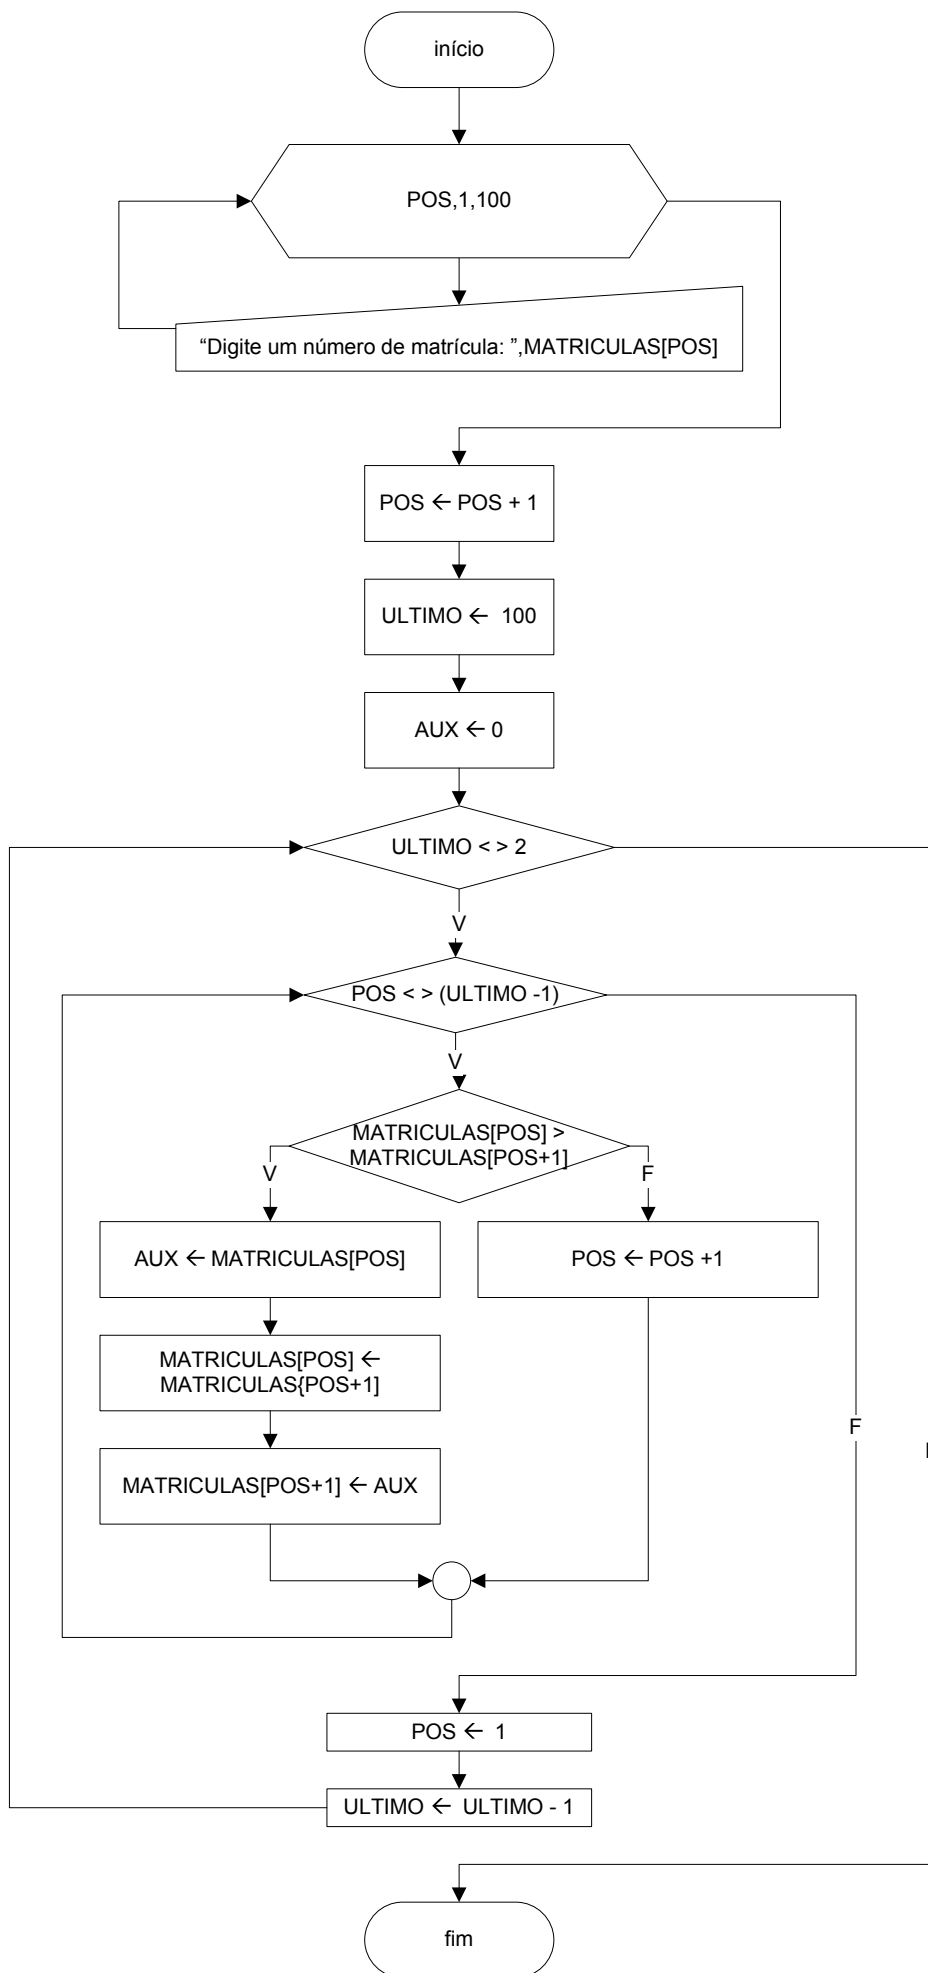 início
POS,1,100
“Digite um número de matrícula: ”,MATRICULAS[POS]
POS ← POS + 1
ULTIMO ← 100
AUX ← 0
ULTIMO < > 2
V
POS < > (ULTIMO -1)
V
MATRICULAS[POS] >
MATRICULAS[POS+1]
V
F
AUX ← MATRICULAS[POS]
POS ← POS +1
MATRICULAS[POS] ←
MATRICULAS{POS+1]
F
MATRICULAS[POS+1] ← AUX
POS ← 1
ULTIMO ← ULTIMO - 1
fim